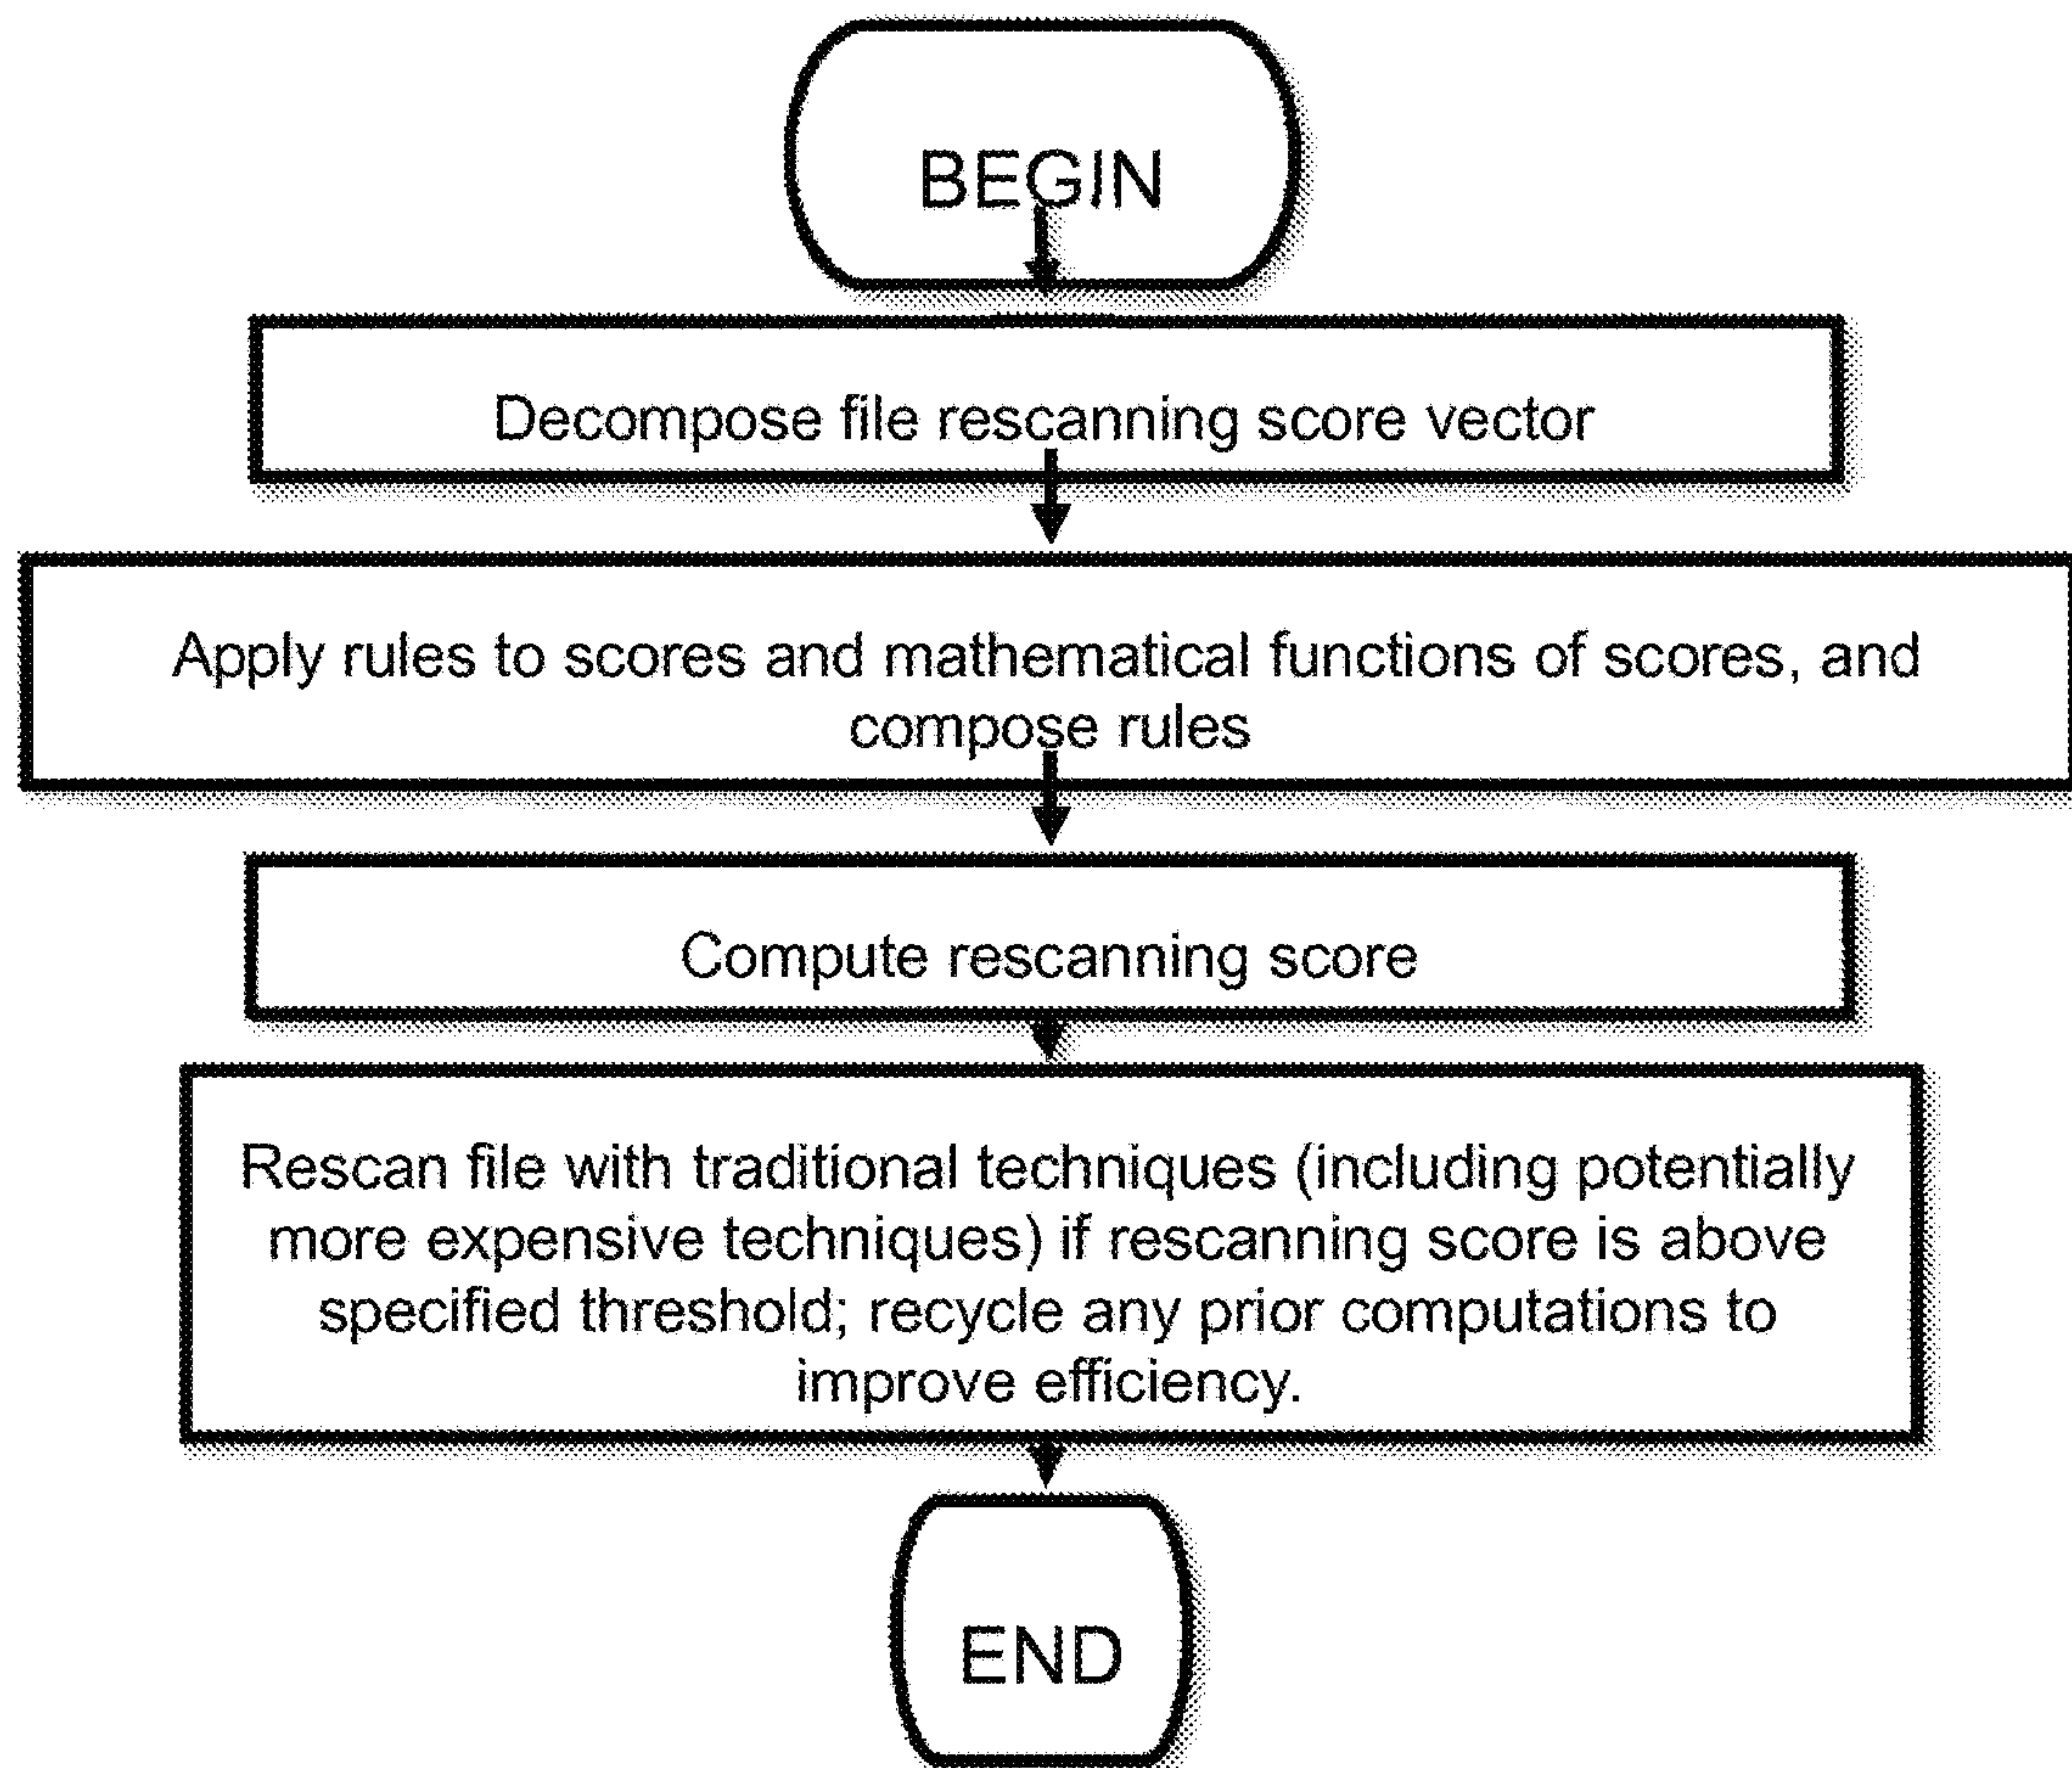 BEGIN
Decompose file rescanning score vector
Apply rules to scores and mathematical functions of scores, and
compose rules
Compute rescanning score
Rescan file with traditional techniques (including potentially
more expensive techniques) if rescanning score is above
specified threshold; recycle any prior computations to
improve efficiency.
END